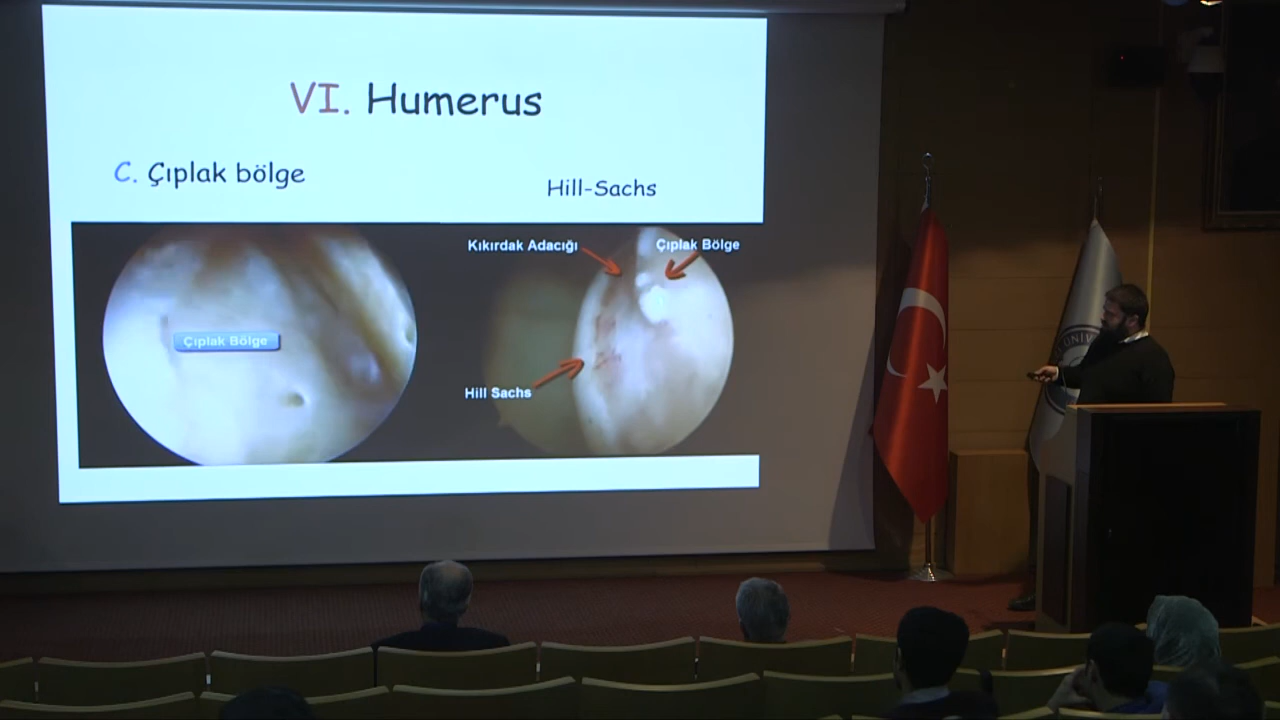 VI. Humerus
C. Çıplak bölge
Hill-Sachs
Kıkırdak Adacığı
Çıplak Bölge
Çıplak Bölge
Hill Sachs